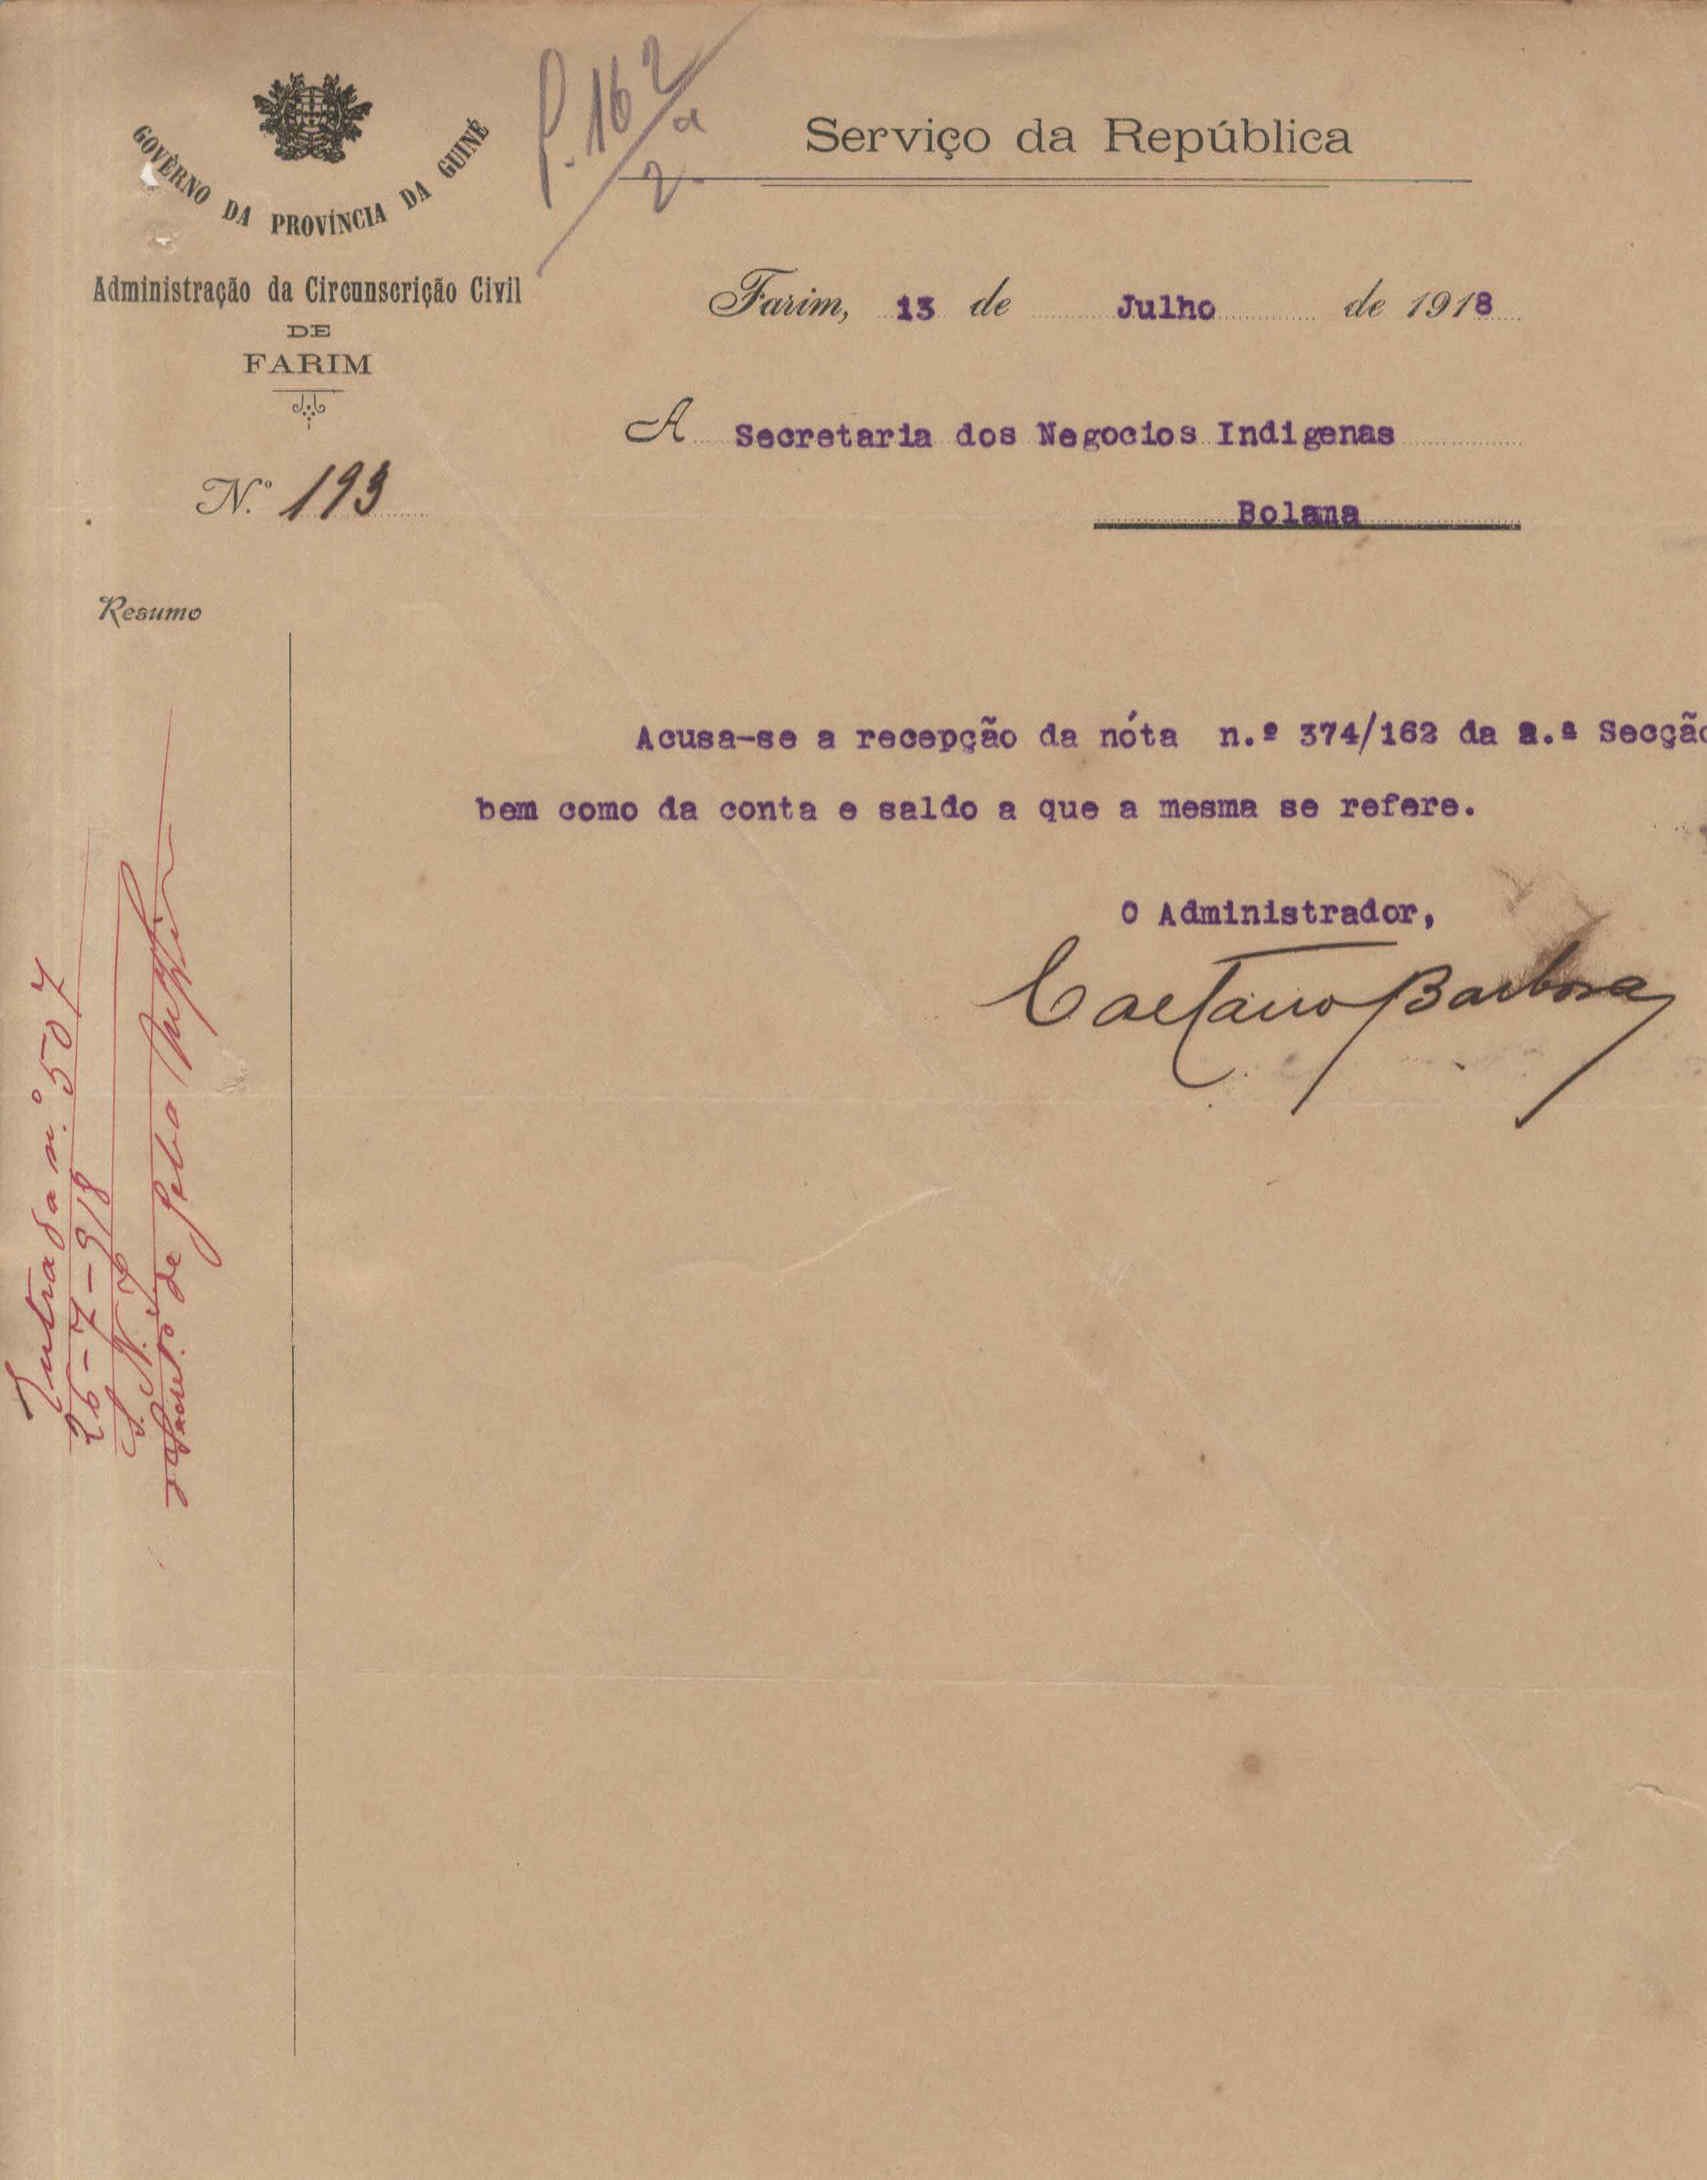 GOVÊRNO DA PROVÍNCIA DA GUINÉ
Administração da Circunscrição Civil
DE
FARIM
N.º 193
Resumo
P. 162
2.a
Serviço da República
Farim, 13 de Julho de 1918
A Secretaria dos Negocios Indigenas
Bolama
Acusa-se a recepção da nóta n.º 374/162 da 2.ª Secção
bem como da conta e saldo a que a mesma se refere.
O Administrador,
Caetano Barbosa
Entrada n.º 507
26-7-918
S. N. I.